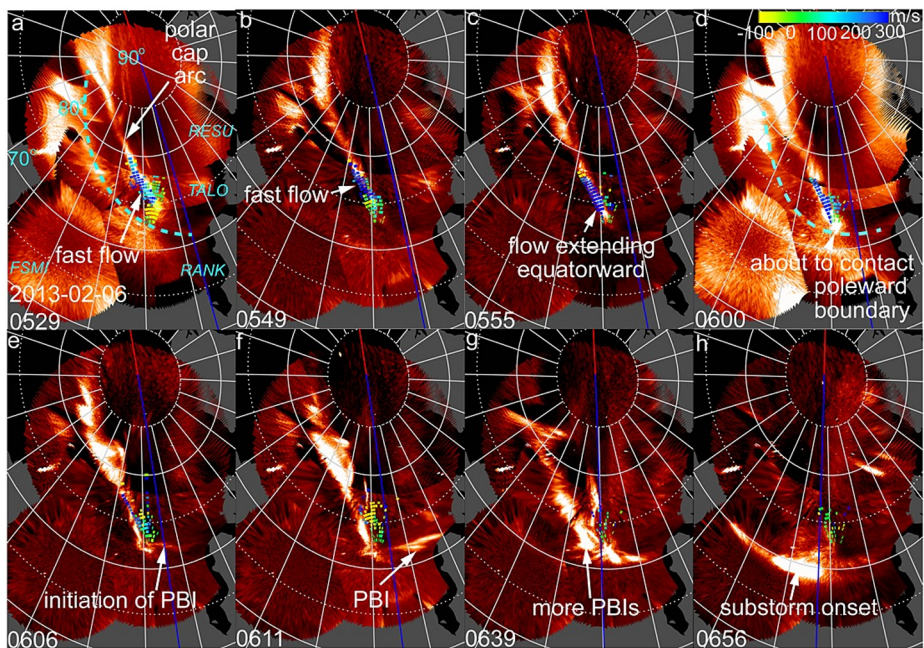 a
90°
polar
cap
arc
80°
70°
RESU
TALO
fast flow
FSMI
RANK
2013-02-06
0529
b
fast flow
0549
c
flow extending
equatorward
0555
d
m/s
-100 0 100 200 300
about to contact
poleward
boundary
0600
e
initiation of PBI
0606
f
PBI
0611
g
more PBIs
0639
h
substorm onset
0656